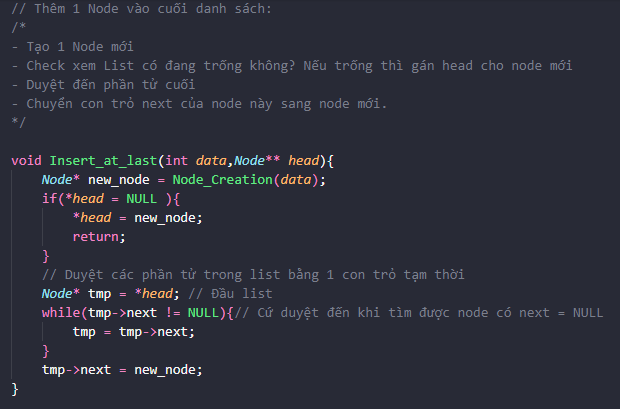 // Thêm 1 Node vào cuối danh sách:
/*
- Tạo 1 Node mới
- Check xem List có đang trống không? Nếu trống thì gán head cho node mới
- Duyệt đến phần tử cuối
- Chuyển con trỏ next của node này sang node mới.
*/
void Insert_at_last(int data,Node** head){
Node* new_node = Node_Creation(data);
if(*head = NULL ){
*head = new_node;
return;
}
// Duyệt các phần tử trong list bằng 1 con trỏ tạm thời
Node* tmp = *head; // Đầu list
while(tmp->next != NULL){// Cứ duyệt đến khi tìm được node có next = NULL
tmp = tmp->next;
}
tmp->next = new_node;
}